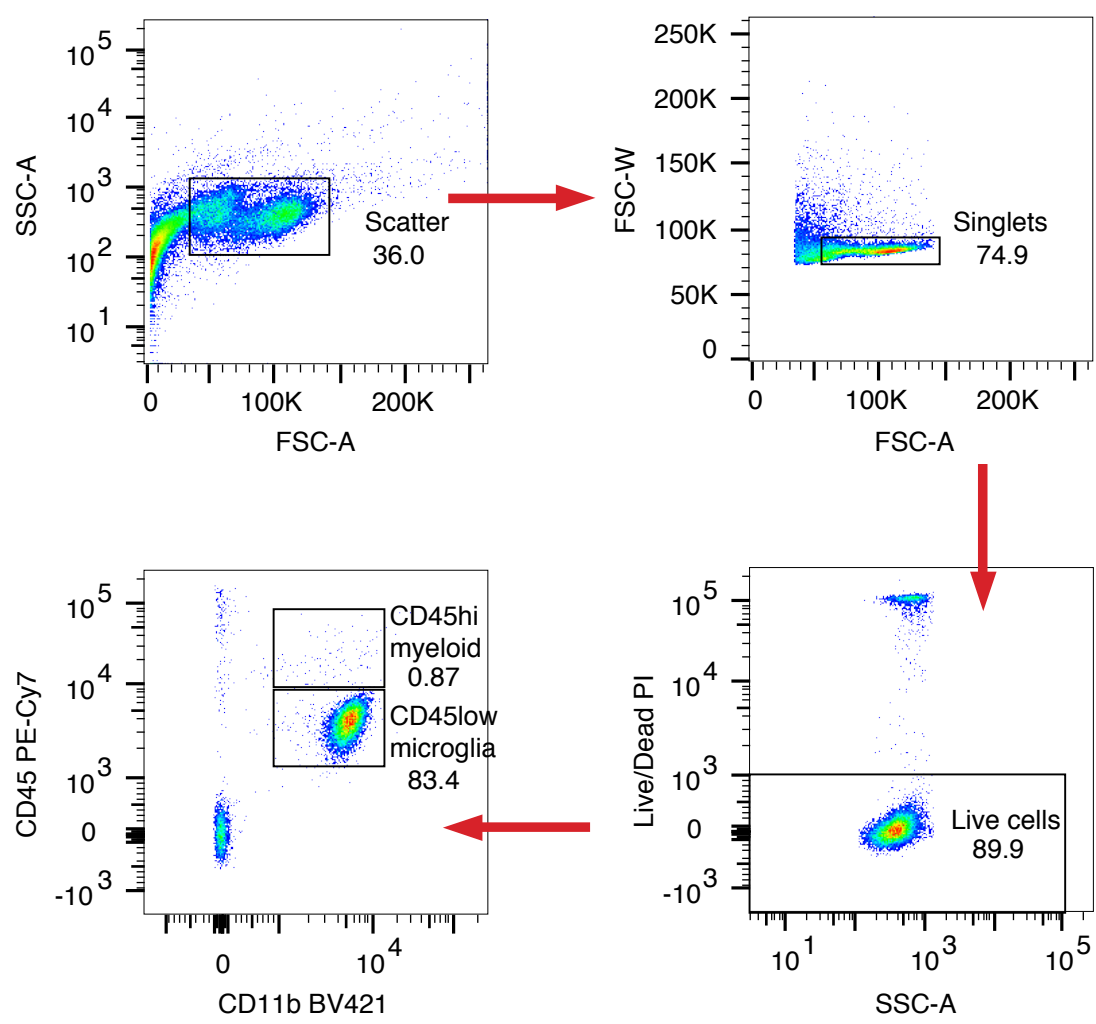 10^5
10^4
10^3
10^2
10^1
SSC-A
Scatter
36.0
0
100K
200K
FSC-A
250K
200K
150K
100K
50K
0
FSC-W
Singlets
74.9
0
100K
200K
FSC-A
10^5
10^4
10^3
0
-10^3
CD45 PE-Cy7
CD45hi
myeloid
0.87
CD45low
microglia
83.4
0
10^4
CD11b BV421
10^5
10^4
10^3
0
-10^3
Live/Dead PI
Live cells
89.9
10^1
10^3
10^5
SSC-A